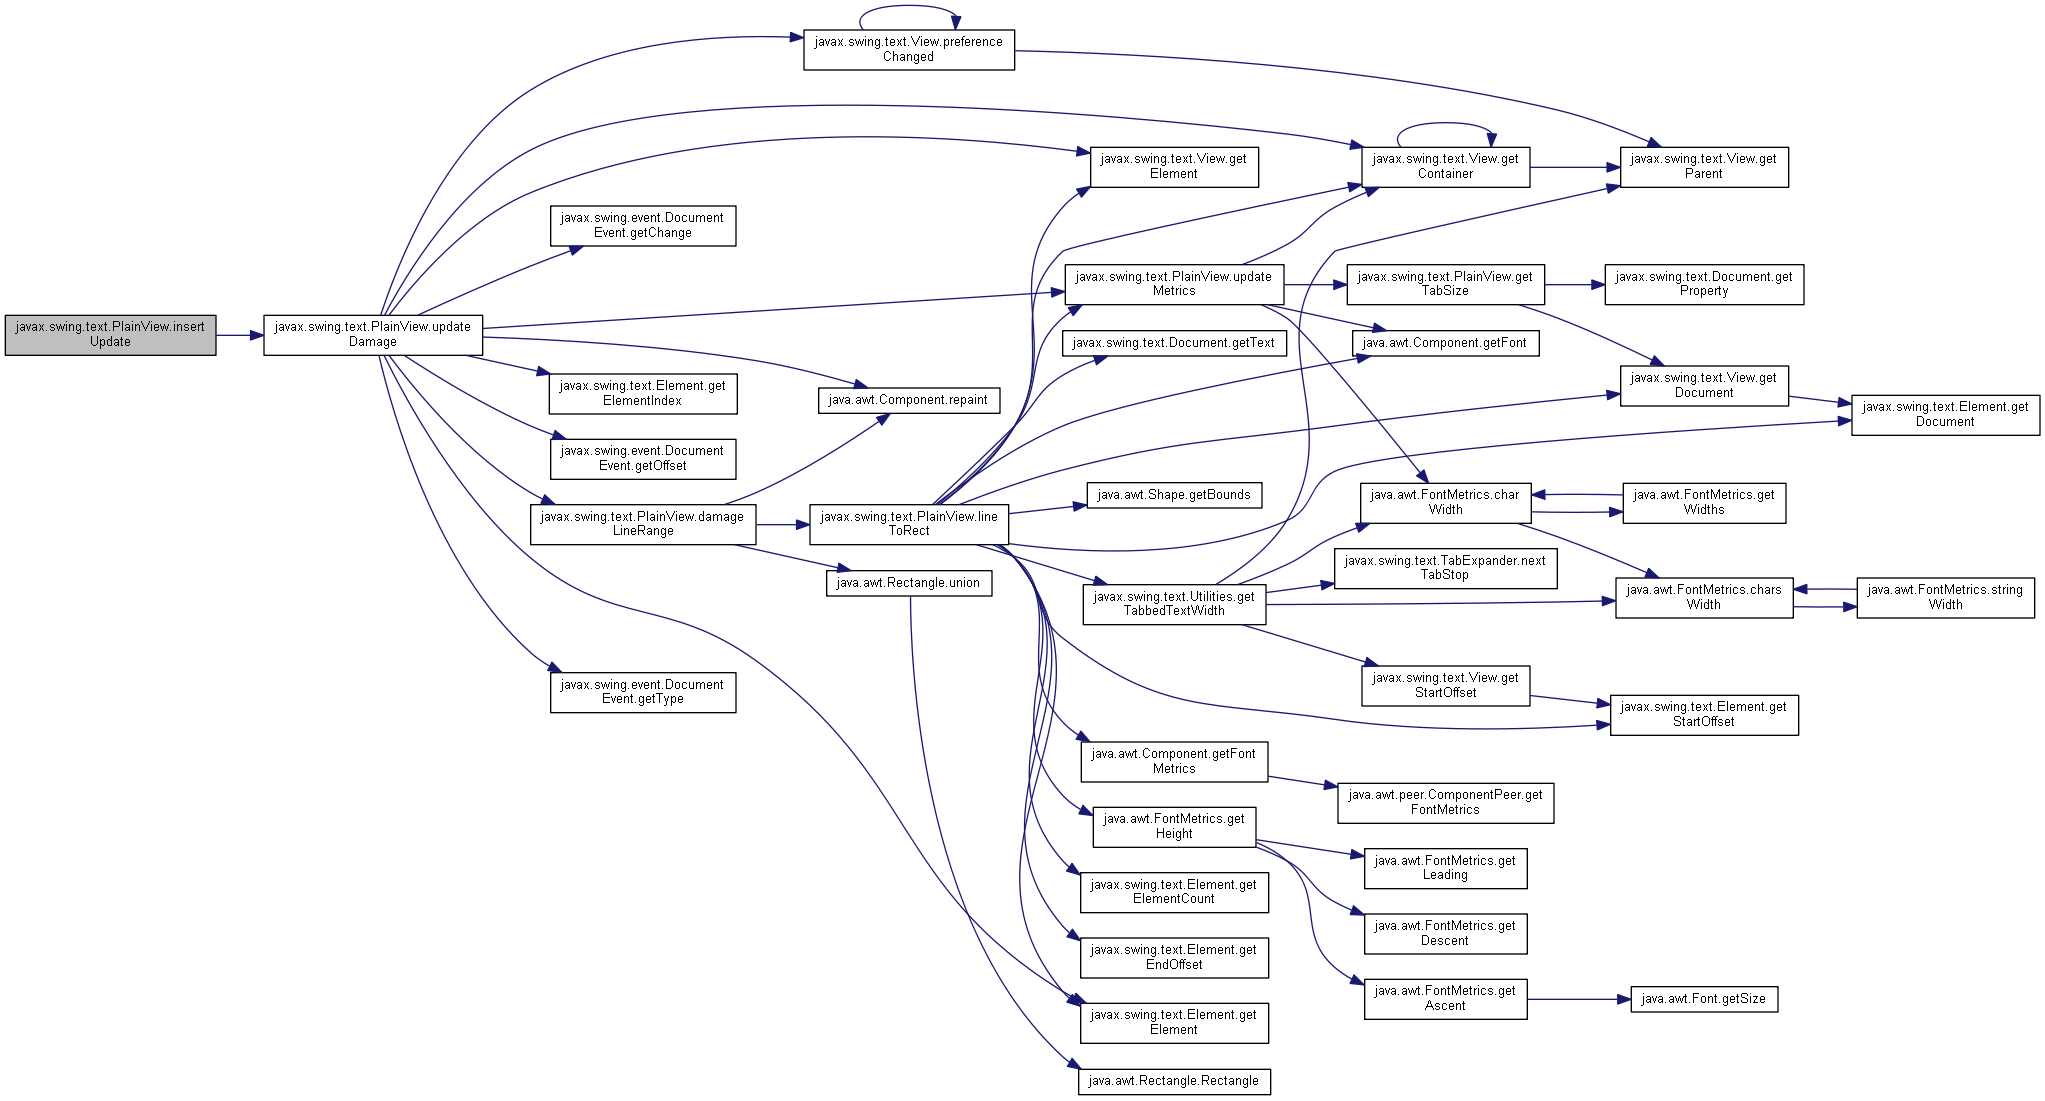 javax.swing.text.PlainView.insert
Update
javax.swing.text.PlainView.update
Damage
javax.swing.text.View.preference
Changed
javax.swing.event.Document
Event.getChange
javax.swing.text.Element.get
ElementIndex
javax.swing.event.Document
Event.getOffset
javax.swing.text.PlainView.damage
LineRange
javax.swing.event.Document
Event.getType
java.awt.Component.repaint
javax.swing.text.PlainView.line
ToRect
java.awt.Rectangle.union
javax.swing.text.View.get
Element
javax.swing.text.PlainView.update
Metrics
javax.swing.text.Document.getText
java.awt.Shape.getBounds
javax.swing.text.Utilities.get
TabbedTextWidth
java.awt.Component.getFont
Metrics
java.awt.FontMetrics.get
Height
javax.swing.text.Element.get
ElementCount
javax.swing.text.Element.get
EndOffset
javax.swing.text.Element.get
Element
java.awt.Rectangle.Rectangle
javax.swing.text.View.get
Container
javax.swing.text.PlainView.get
TabSize
java.awt.Component.getFont
java.awt.FontMetrics.char
Width
javax.swing.text.TabExpander.next
TabStop
javax.swing.text.View.get
StartOffset
java.awt.peer.ComponentPeer.get
FontMetrics
java.awt.FontMetrics.get
Leading
java.awt.FontMetrics.get
Descent
java.awt.FontMetrics.get
Ascent
javax.swing.text.View.get
Parent
javax.swing.text.Document.get
Property
javax.swing.text.View.get
Document
java.awt.FontMetrics.get
Widths
java.awt.FontMetrics.chars
Width
javax.swing.text.Element.get
StartOffset
java.awt.Font.getSize
javax.swing.text.Element.get
Document
java.awt.FontMetrics.string
Width